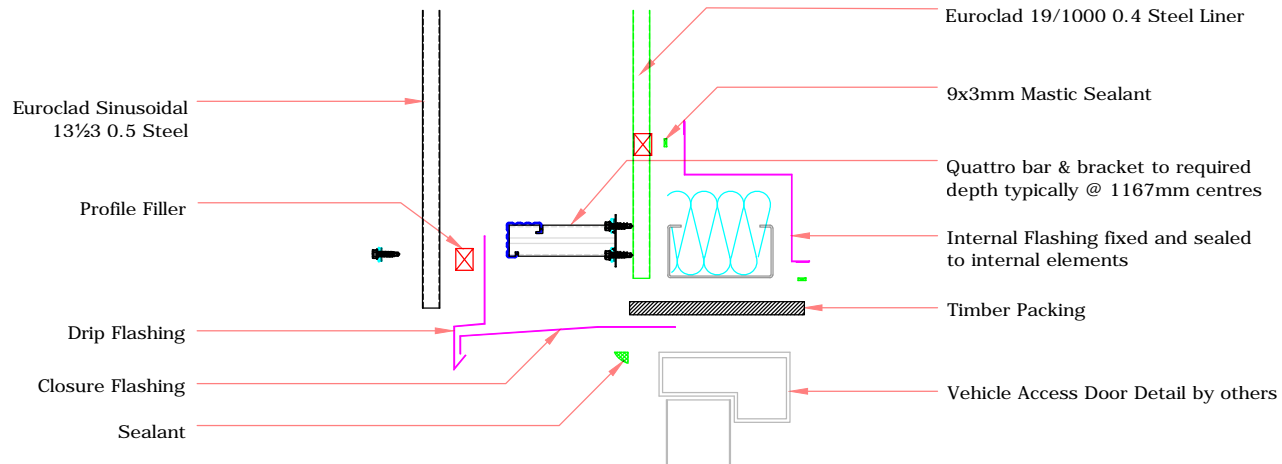 Euroclad Sinusoidal
13½3 0.5 Steel
Profile Filler
Drip Flashing
Closure Flashing
Sealant
Euroclad 19/1000 0.4 Steel Liner
9x3mm Mastic Sealant
Quattro bar & bracket to required
depth typically @ 1167mm centres
Internal Flashing fixed and sealed
to internal elements
Timber Packing
Vehicle Access Door Detail by others